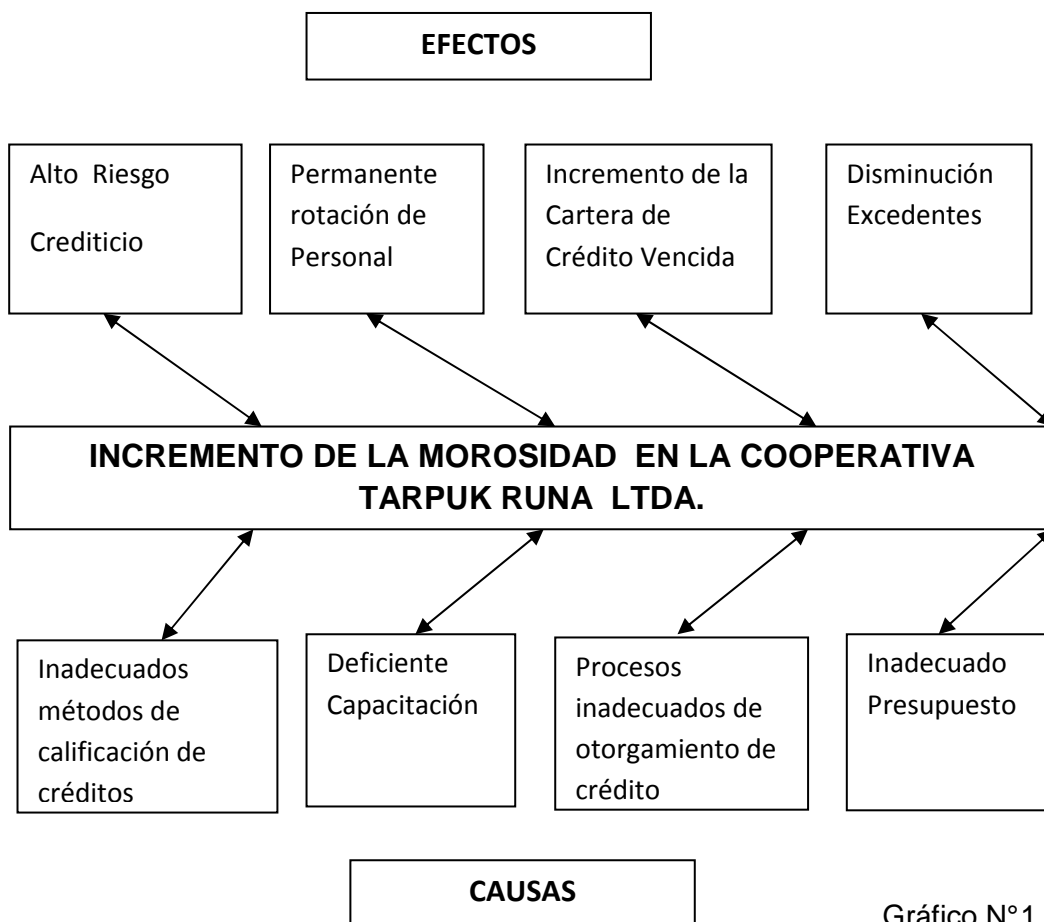 EFECTOS
Alto Riesgo
Crediticio
Permanente
rotación de
Personal
Incremento de la
Cartera de
Crédito Vencida
Disminución
Excedentes
INCREMENTO DE LA MOROSIDAD EN LA COOPERATIVA
TARPUK RUNA LTDA.
Inadecuados
métodos de
calificación de
créditos
Deficiente
Capacitación
Procesos
inadecuados de
otorgamiento de
crédito
Inadecuado
Presupuesto
CAUSAS
Gráfico N°1